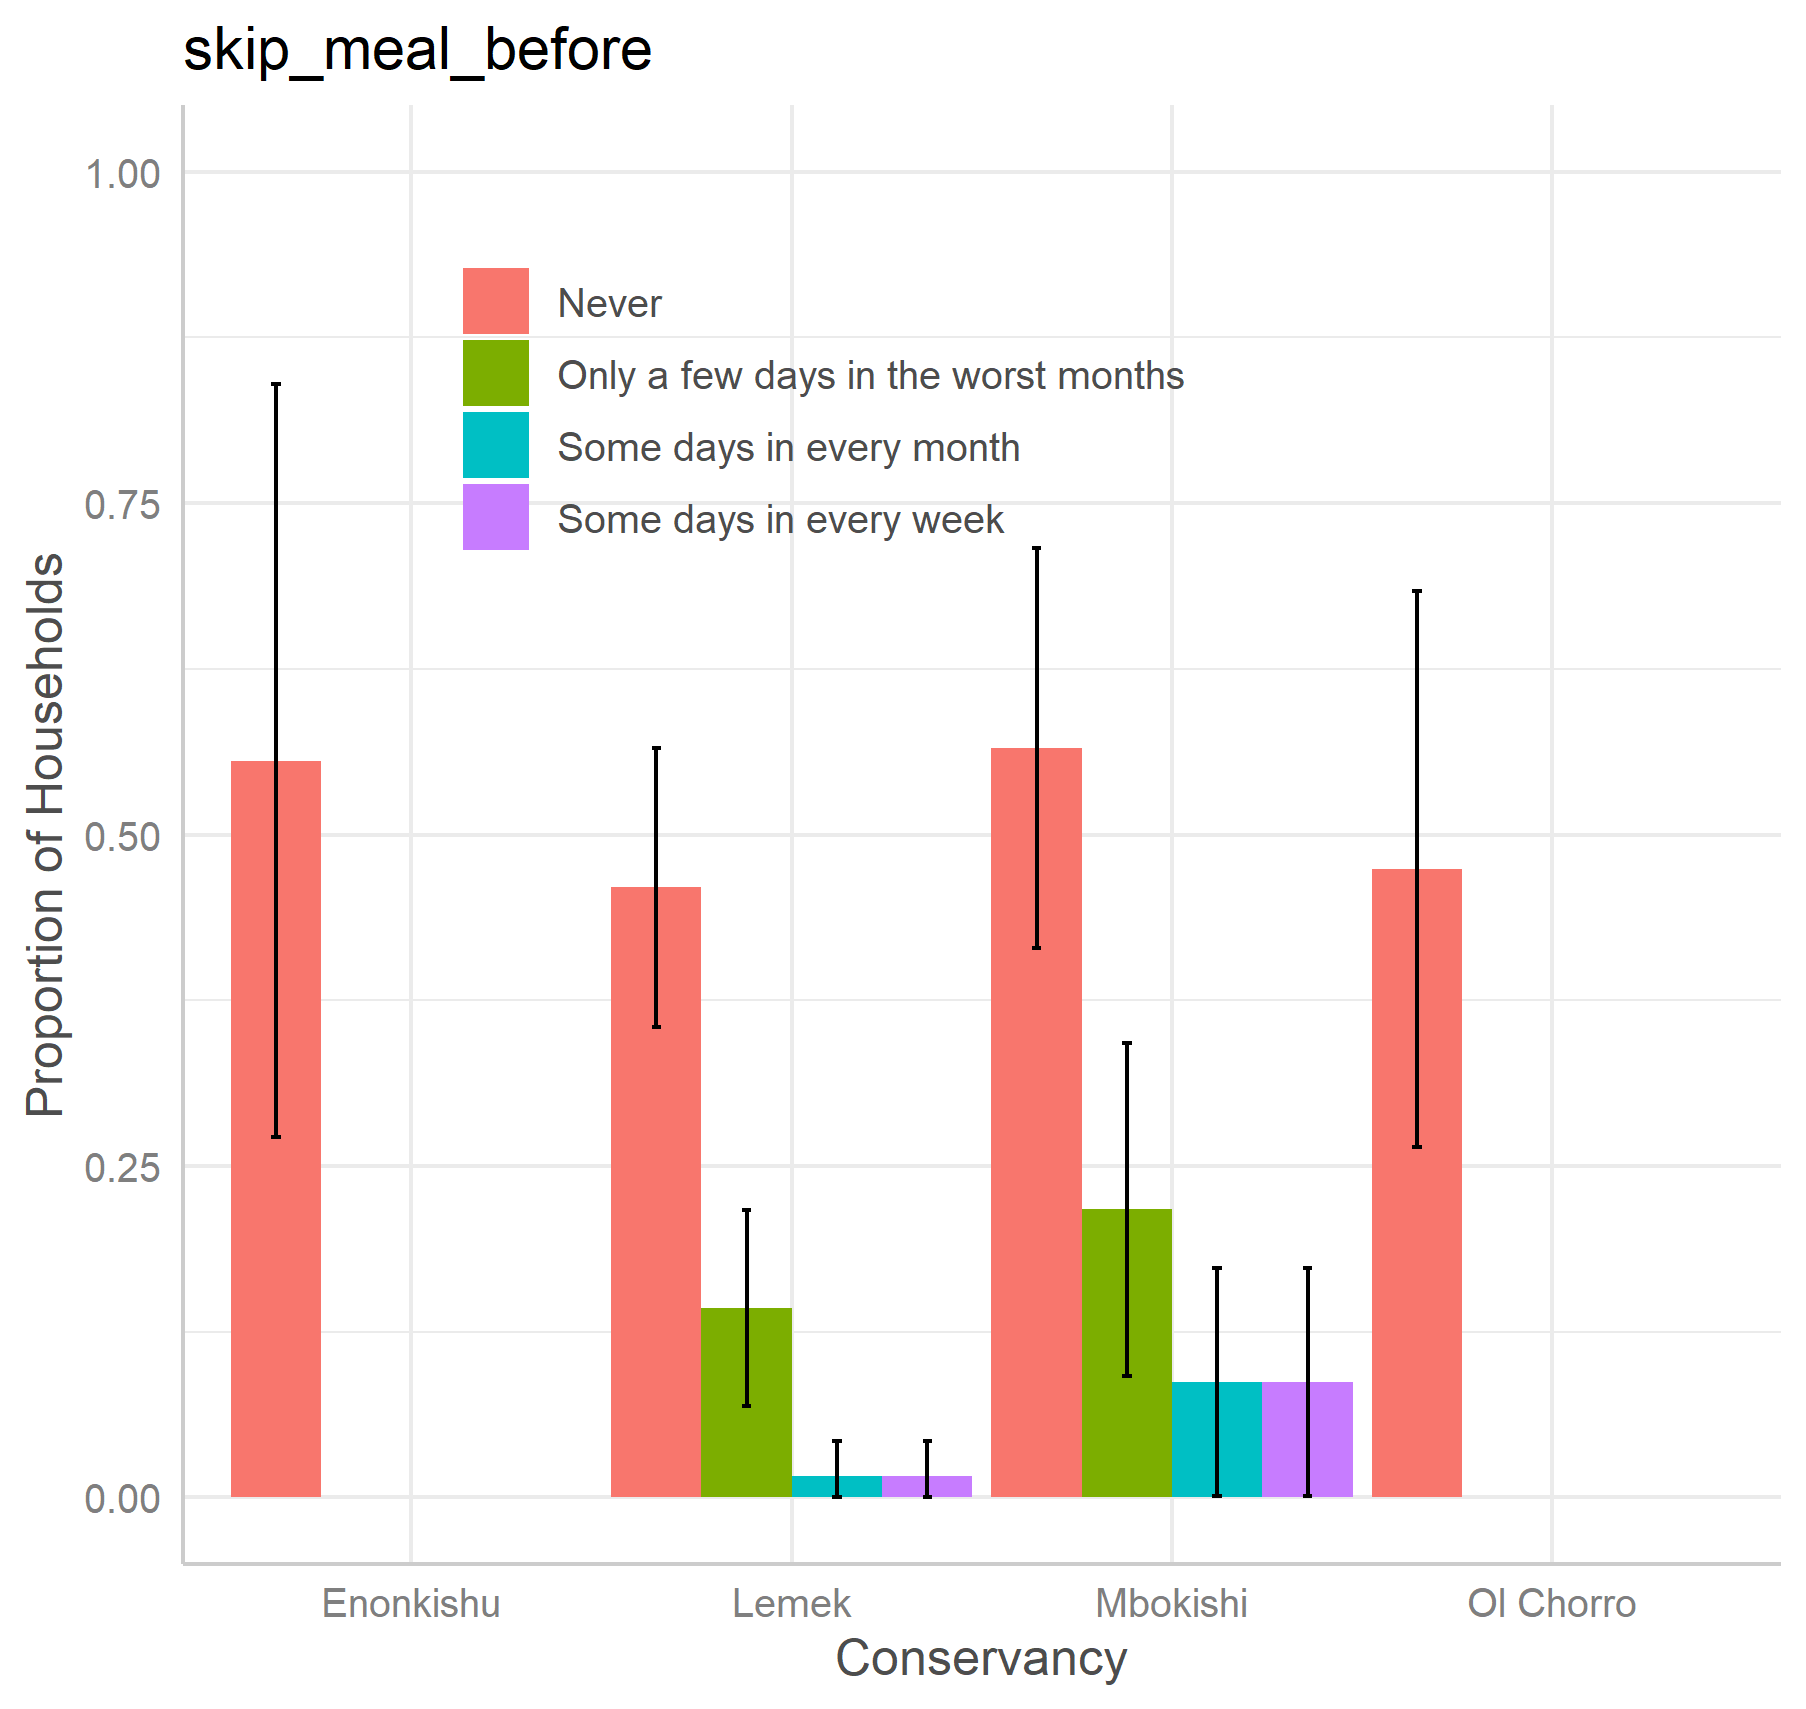 skip_meal_before
1.00
0.75
0.50
0.25
0.00
Proportion of Households
Never
Only a few days in the worst months
Some days in every month
Some days in every week
Enonkishu
Lemek
Mbokishi
Ol Chorro
Conservancy